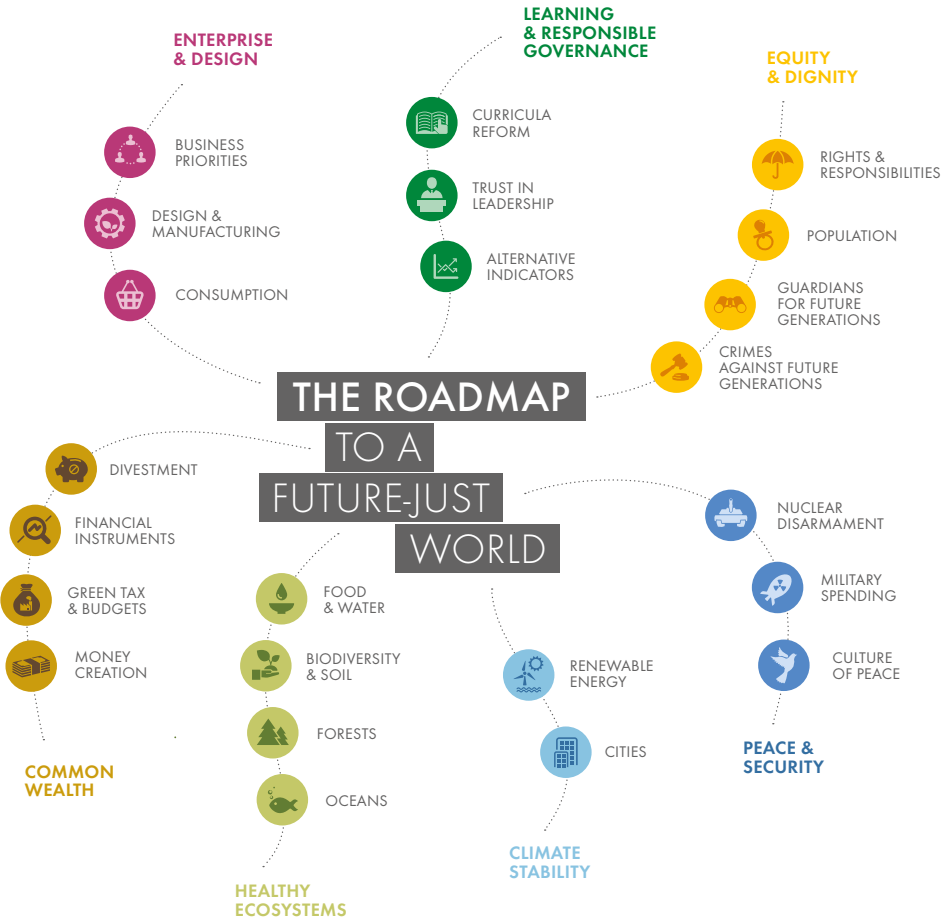 ENTERPRISE
& DESIGN
BUSINESS
PRIORITIES
DESIGN &
MANUFACTURING
CONSUMPTION
LEARNING
& RESPONSIBLE
GOVERNANCE
CURRICULA
REFORM
TRUST IN
LEADERSHIP
ALTERNATIVE
INDICATORS
EQUITY
& DIGNITY
RIGHTS &
RESPONSIBILITIES
POPULATION
GUARDIANS
FOR FUTURE
GENERATIONS
CRIMES
AGAINST FUTURE
GENERATIONS
THE ROADMAP
TO A
FUTURE-JUST
WORLD
DIVESTMENT
FINANCIAL
INSTRUMENTS
GREEN TAX
& BUDGETS
MONEY
CREATION
COMMON
WEALTH
FOOD
& WATER
BIODIVERSITY
& SOIL
FORESTS
OCEANS
HEALTHY
ECOSYSTEMS
RENEWABLE
ENERGY
CITIES
CLIMATE
STABILITY
NUCLEAR
DISARMAMENT
MILITARY
SPENDING
CULTURE
OF PEACE
PEACE &
SECURITY